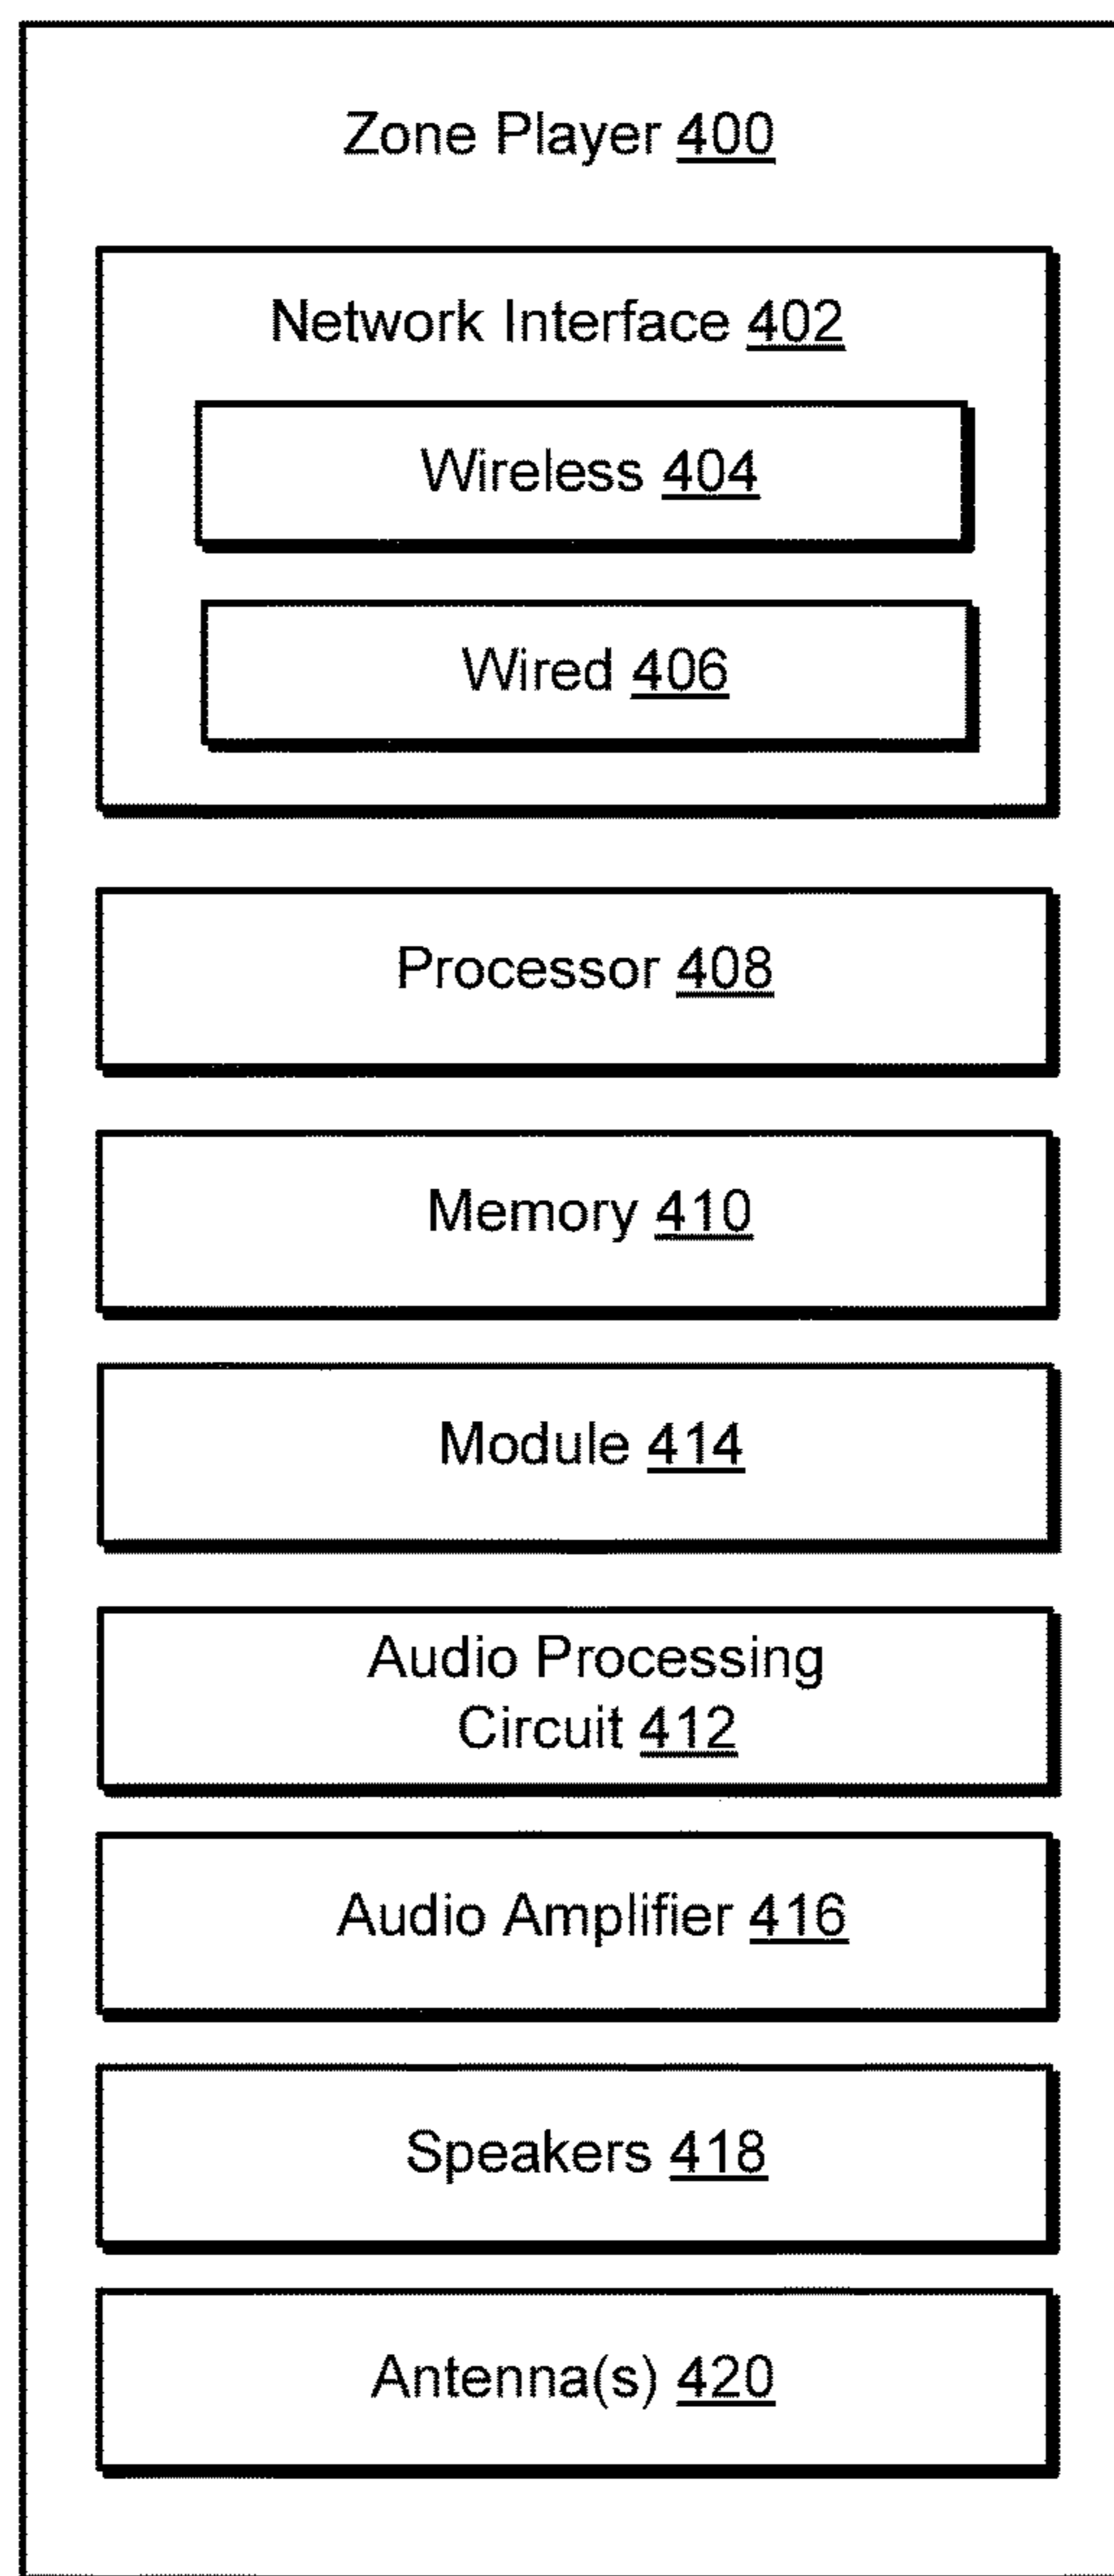 Zone Player 400
Network Interface 402
Wireless 404
Wired 406
Processor 408
Memory 410
Module 414
Audio Processing
Circuit 412
Audio Amplifier 416
Speakers 418
Antenna(s) 420